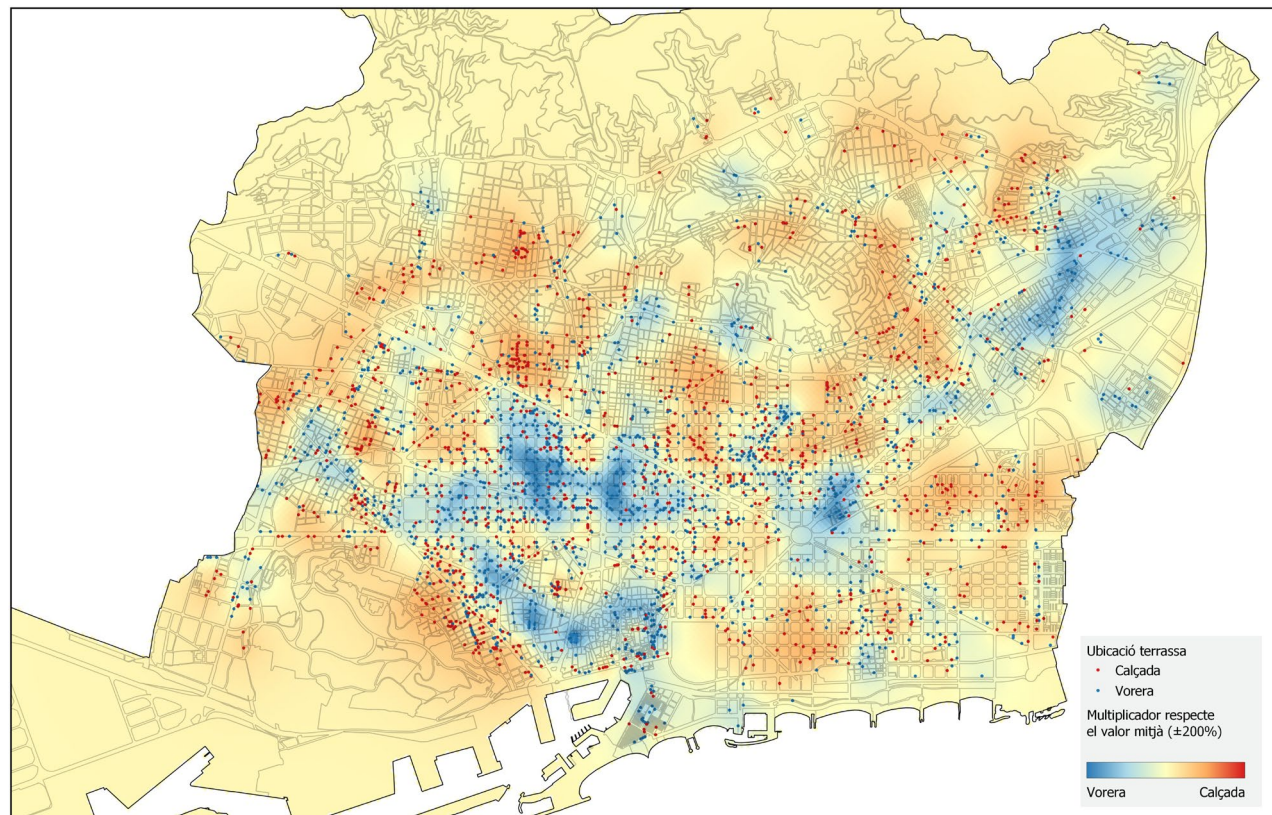 Ubicació terrassa
Calçada
Vorera
Multiplicador respecte
el valor mitjà (±200%)
Vorera Calçada